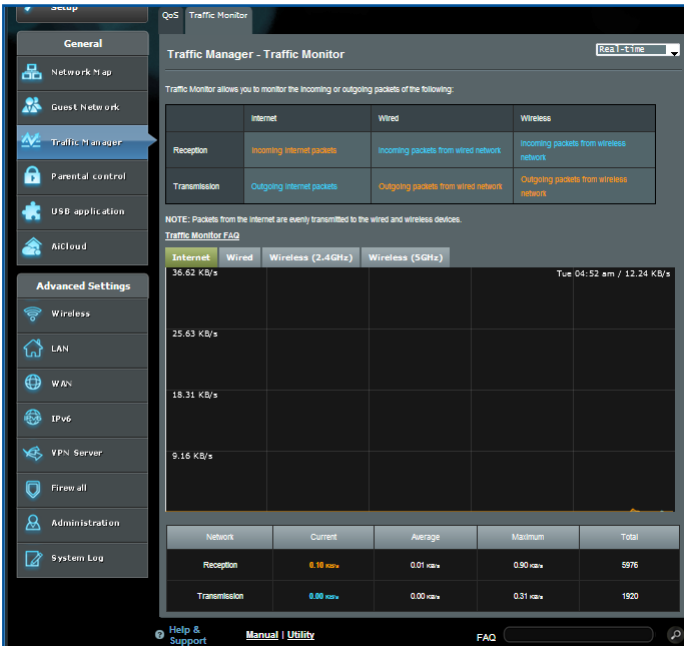 Setup
QoS Traffic Monitor
General
Network Map
Guest Network
Traffic Manager
Parental control
USB application
AiCloud
Advanced Settings
Wireless
LAN
WAN
IPv6
VPN Server
Firewall
Administration
System Log
Traffic Manager - Traffic Monitor
Real-time
Traffic Monitor allows you to monitor the incoming or outgoing packets of the following:
Internet Wired Wireless
Reception Incoming Internet packets Incoming packets from wired network Incoming packets from wireless
network
Transmission Outgoing Internet packets Outgoing packets from wired network Outgoing packets from wireless
network
NOTE: Packets from the Internet are evenly transmitted to the wired and wireless devices.
Traffic Monitor FAQ
Internet Wired Wireless (2.4GHz) Wireless (5GHz)
36.62 KB/s Tue 04:52 am / 12.24 KB/s
25.63 KB/s
18.31 KB/s
9.16 KB/s
Network Current Average Maximum Total
Reception 0.10 KB/s 0.01 KB/s 0.90 KB/s 5976
Transmission 0.00 KB/s 0.00 KB/s 0.31 KB/s 1920
Help &
Support
Manual | Utility
FAQ